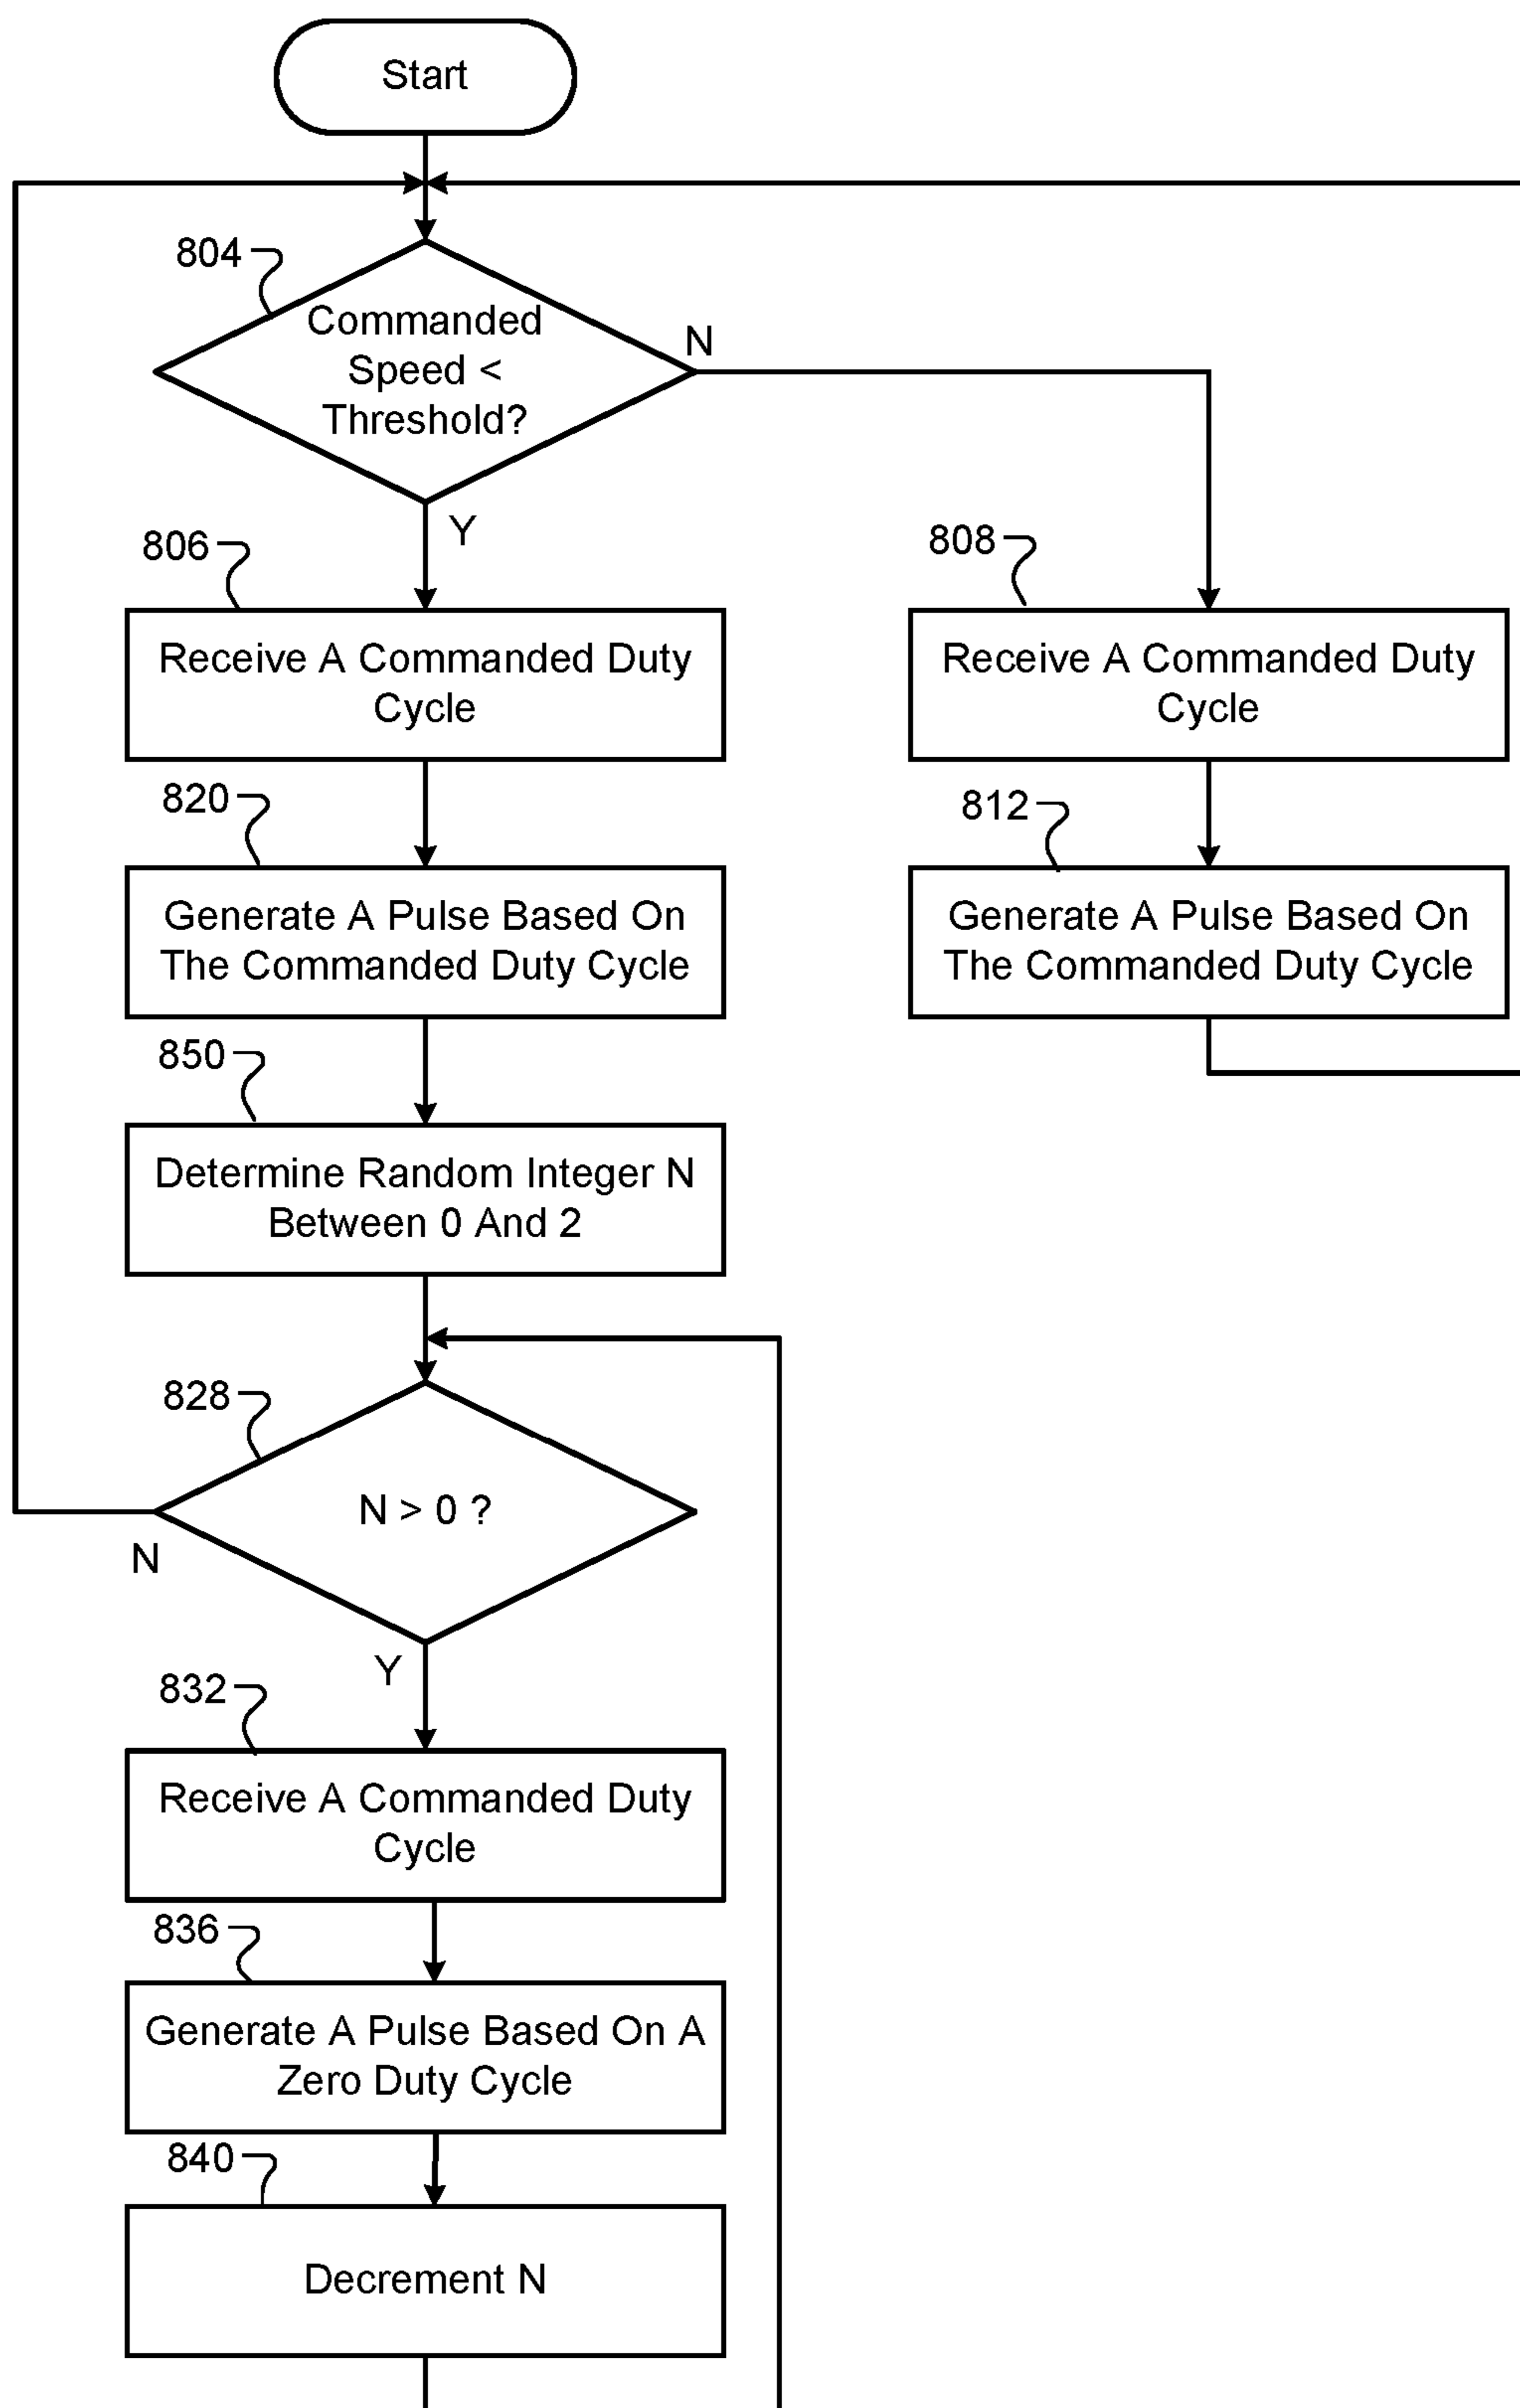 Start
804
Commanded
Speed <
Threshold?
N
Y
806
Receive A Commanded Duty
Cycle
808
Receive A Commanded Duty
Cycle
820
Generate A Pulse Based On
The Commanded Duty Cycle
812
Generate A Pulse Based On
The Commanded Duty Cycle
850
Determine Random Integer N
Between 0 And 2
828
N > 0 ?
N
Y
832
Receive A Commanded Duty
Cycle
836
Generate A Pulse Based On A
Zero Duty Cycle
840
Decrement N